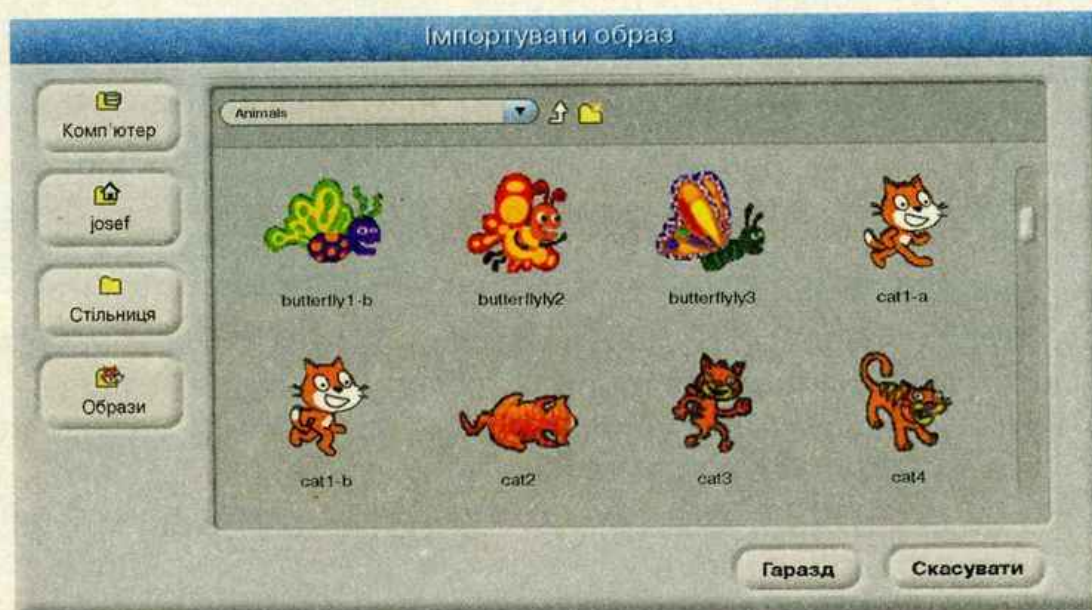 Імпортувати образ
Комп'ютер
josef
Стільниця
Образи
Animals
butterfly1-b
butterflyly2
butterflyly3
cat1-a
cat1-b
cat2
cat3
cat4
Гаразд
Скасувати